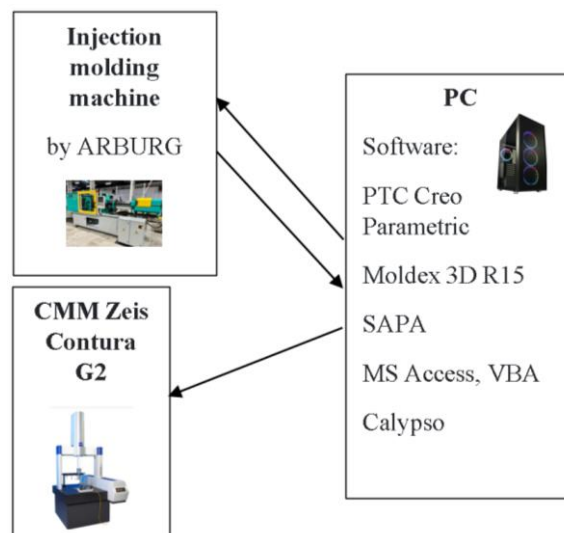 Injection
molding
machine
by ARBURG
CMM Zeis
Contura
G2
PC
Software:
PTC Creo
Parametric
Moldex 3D R15
SAPA
MS Access, VBA
Calypso